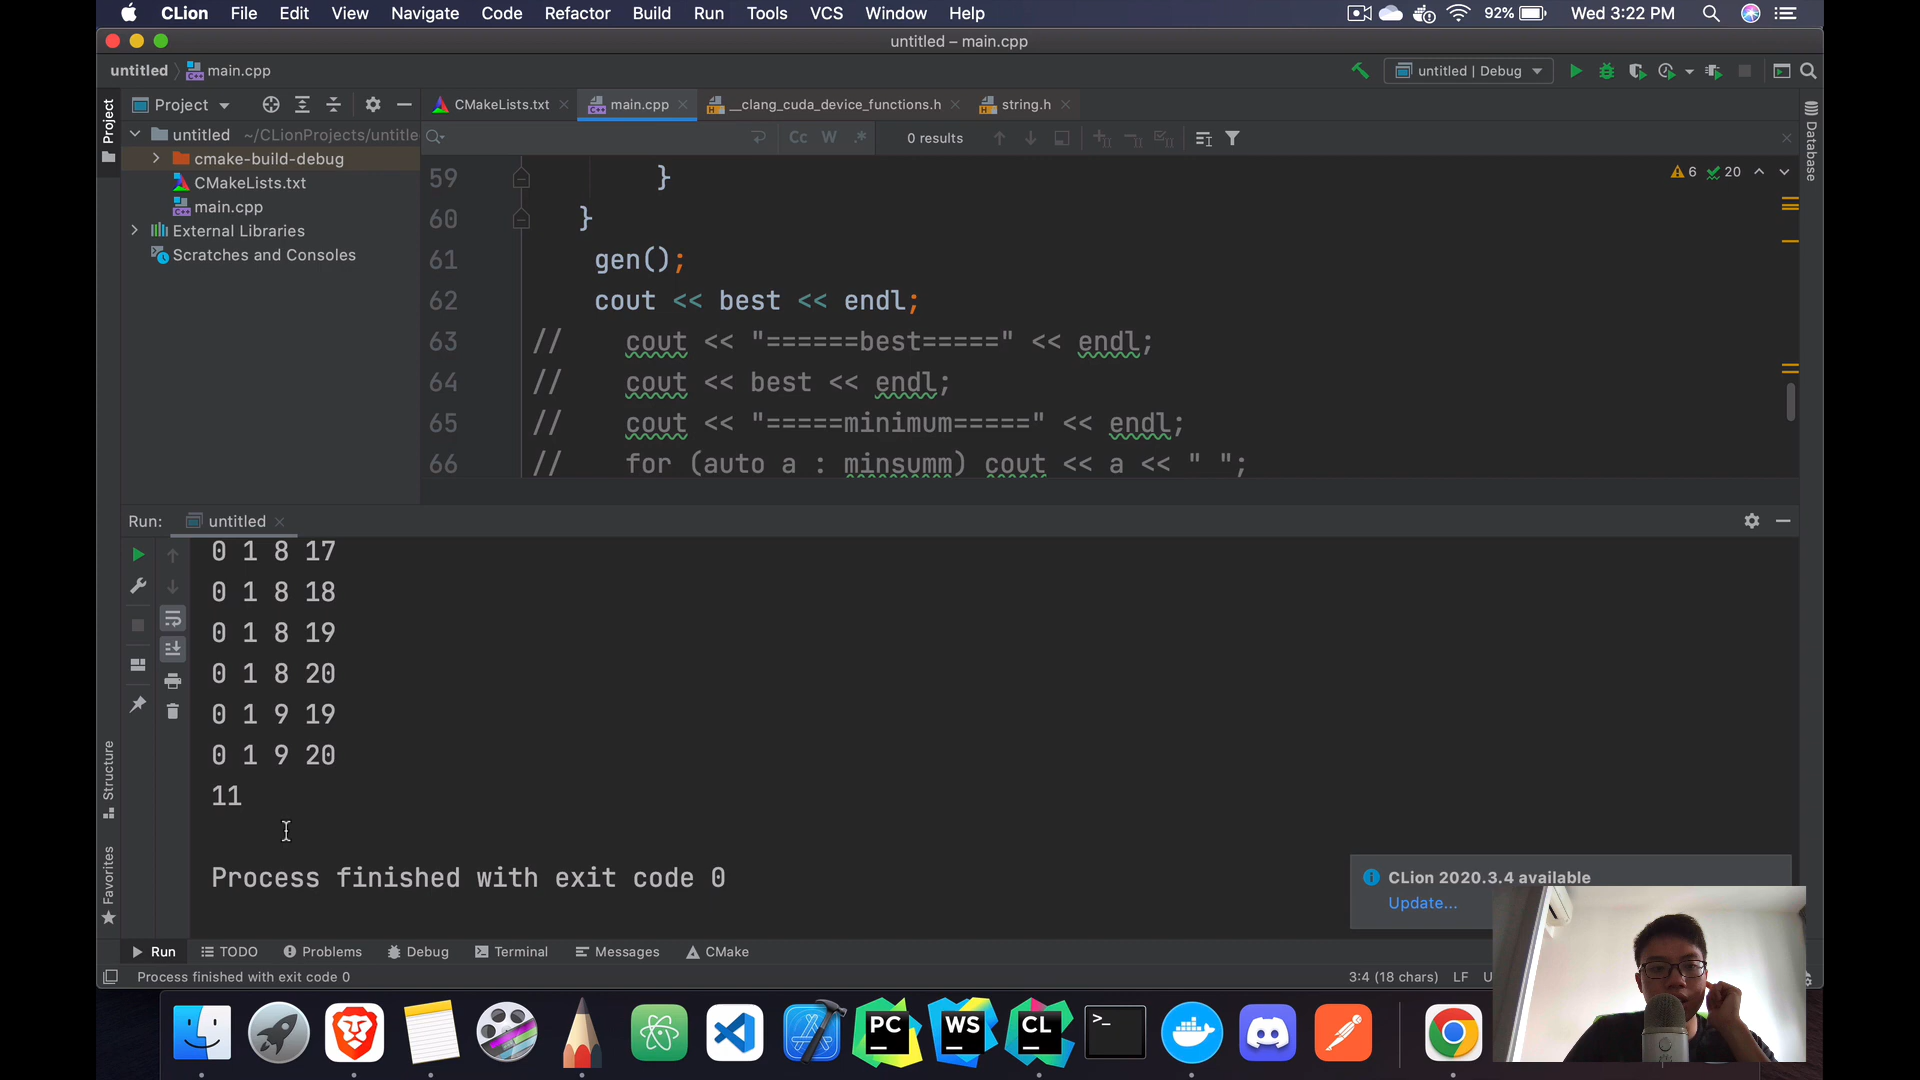 CLion File Edit View Navigate Code Refactor Build Run Tools VCS Window Help 92% Wed 3:22 PM
untitled – main.cpp
untitled main.cpp untitled | Debug
Project
Project CMakeLists.txt main.cpp __clang_cuda_device_functions.h string.h
Database
untitled ~/CLionProjects/untitle
Cc W .* 0 results
cmake-build-debug
CMakeLists.txt
main.cpp
External Libraries
Scratches and Consoles
6 20
59 }
60 }
61 gen();
62 cout << best << endl;
63 // cout << "======best=====" << endl;
64 // cout << best << endl;
65 // cout << "=====minimum=====" << endl;
66 // for (auto a : minsumm) cout << a << " ";
Run: untitled
0 1 8 17
0 1 8 18
0 1 8 19
0 1 8 20
0 1 9 19
0 1 9 20
11
Process finished with exit code 0
Structure
Favorites
CLion 2020.3.4 available
Update...
Run TODO Problems Debug Terminal Messages CMake
Process finished with exit code 0 3:4 (18 chars) LF
PC WS CL >_